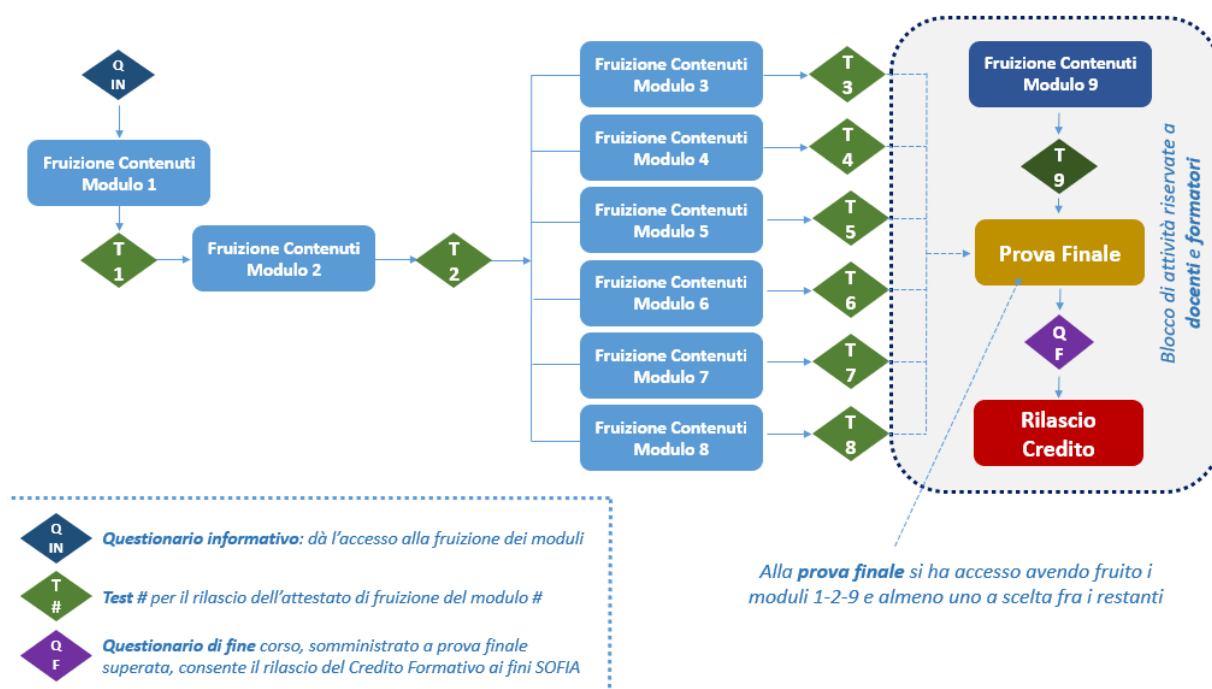 Q
IN
Fruizione Contenuti
Modulo 1
T
1
Fruizione Contenuti
Modulo 2
T
2
Fruizione Contenuti
Modulo 3
T
3
Fruizione Contenuti
Modulo 4
T
4
Fruizione Contenuti
Modulo 5
T
5
Fruizione Contenuti
Modulo 6
T
6
Fruizione Contenuti
Modulo 7
T
7
Fruizione Contenuti
Modulo 8
T
8
Fruizione Contenuti
Modulo 9
T
9
Prova Finale
Q
F
Rilascio
Credito
Blocco di attività riservate a
docenti e formatori
Alla prova finale si ha accesso avendo fruito i
moduli 1-2-9 e almeno uno a scelta fra i restanti
Q
IN
Questionario informativo: dà l'accesso alla fruizione dei moduli
T
#
Test # per il rilascio dell'attestato di fruizione del modulo #
Q
F
Questionario di fine corso, somministrato a prova finale
superata, consente il rilascio del Credito Formativo ai fini SOFIA